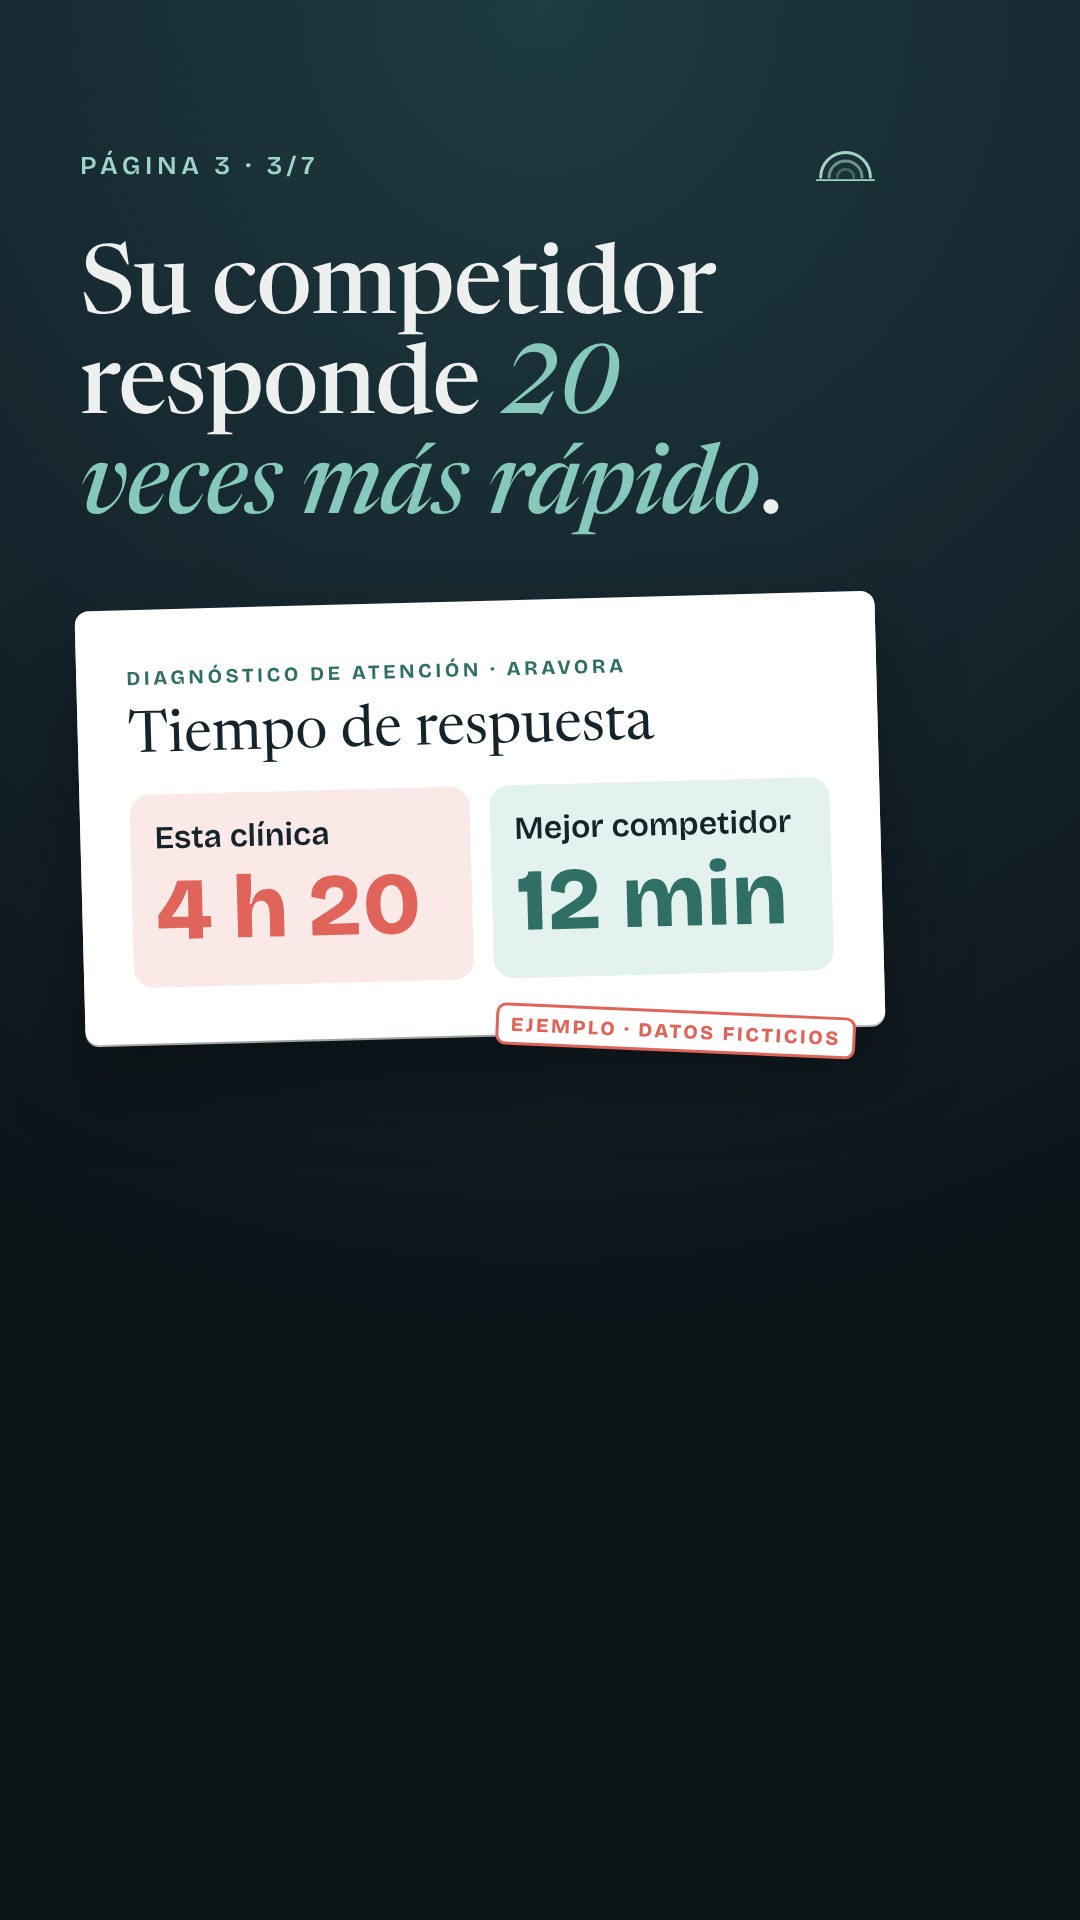 PÁGINA 3 · 3/7
Su competidor
responde 20
veces más rápido.
DIAGNÓSTICO DE ATENCIÓN · ARAVORA
Tiempo de respuesta
Esta clínica
4 h 20
Mejor competidor
12 min
EJEMPLO · DATOS FICTICIOS